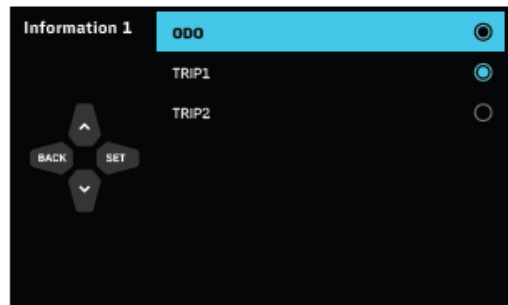 Information 1
ODO
TRIP1
TRIP2
BACK SET